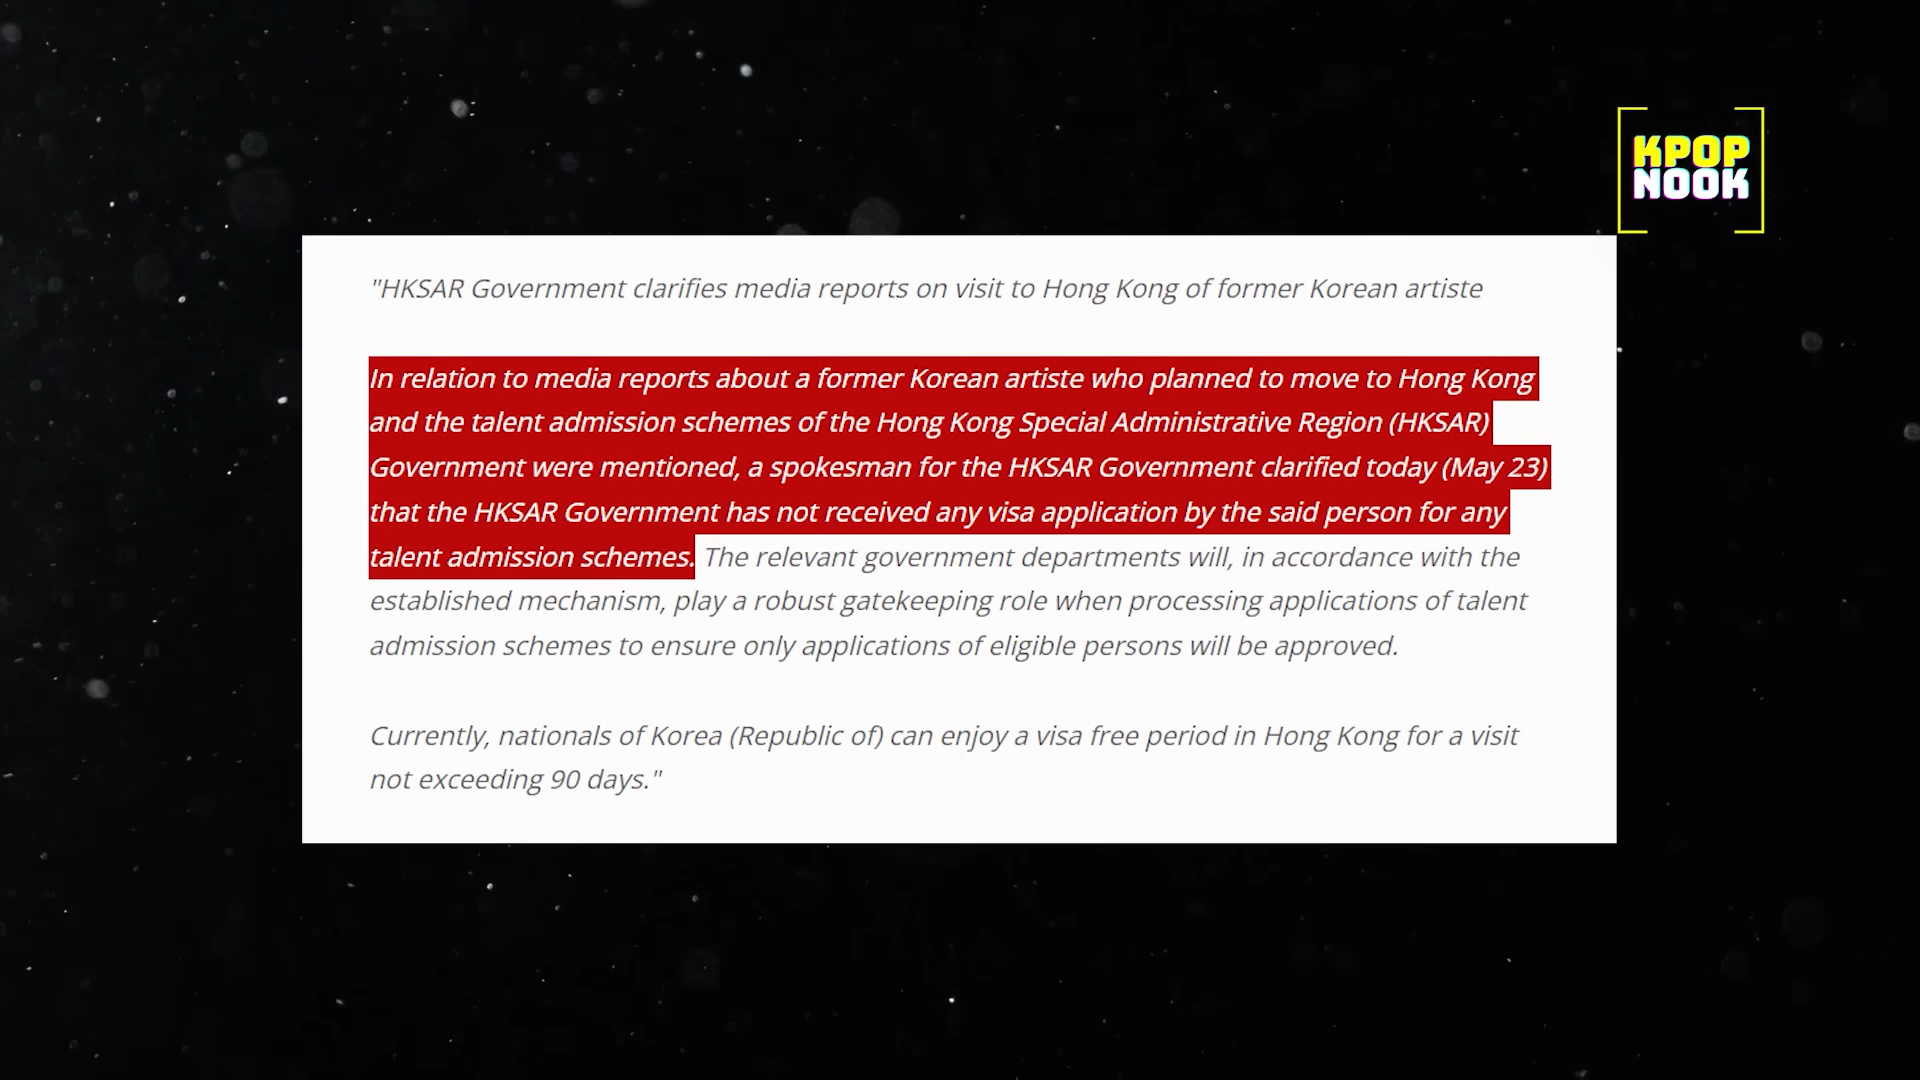 KPOP
NOOK
"HKSAR Government clarifies media reports on visit to Hong Kong of former Korean artiste
In relation to media reports about a former Korean artiste who planned to move to Hong Kong
and the talent admission schemes of the Hong Kong Special Administrative Region (HKSAR)
Government were mentioned, a spokesman for the HKSAR Government clarified today (May 23)
that the HKSAR Government has not received any visa application by the said person for any
talent admission schemes. The relevant government departments will, in accordance with the
established mechanism, play a robust gatekeeping role when processing applications of talent
admission schemes to ensure only applications of eligible persons will be approved.
Currently, nationals of Korea (Republic of) can enjoy a visa free period in Hong Kong for a visit
not exceeding 90 days."